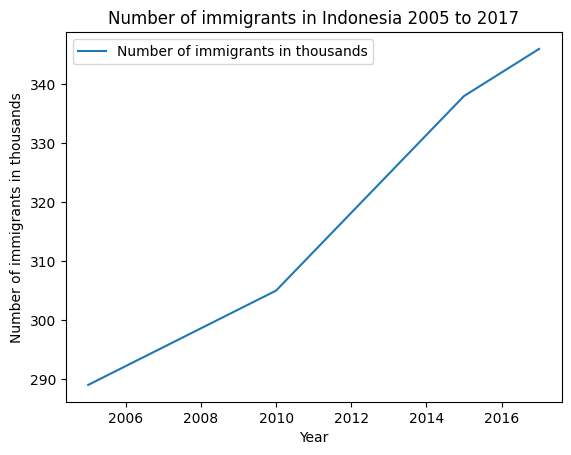 Number of immigrants in Indonesia 2005 to 2017
Number of immigrants in thousands
Number of immigrants in thousands
340
330
320
310
300
290
2006 2008 2010 2012 2014 2016
Year